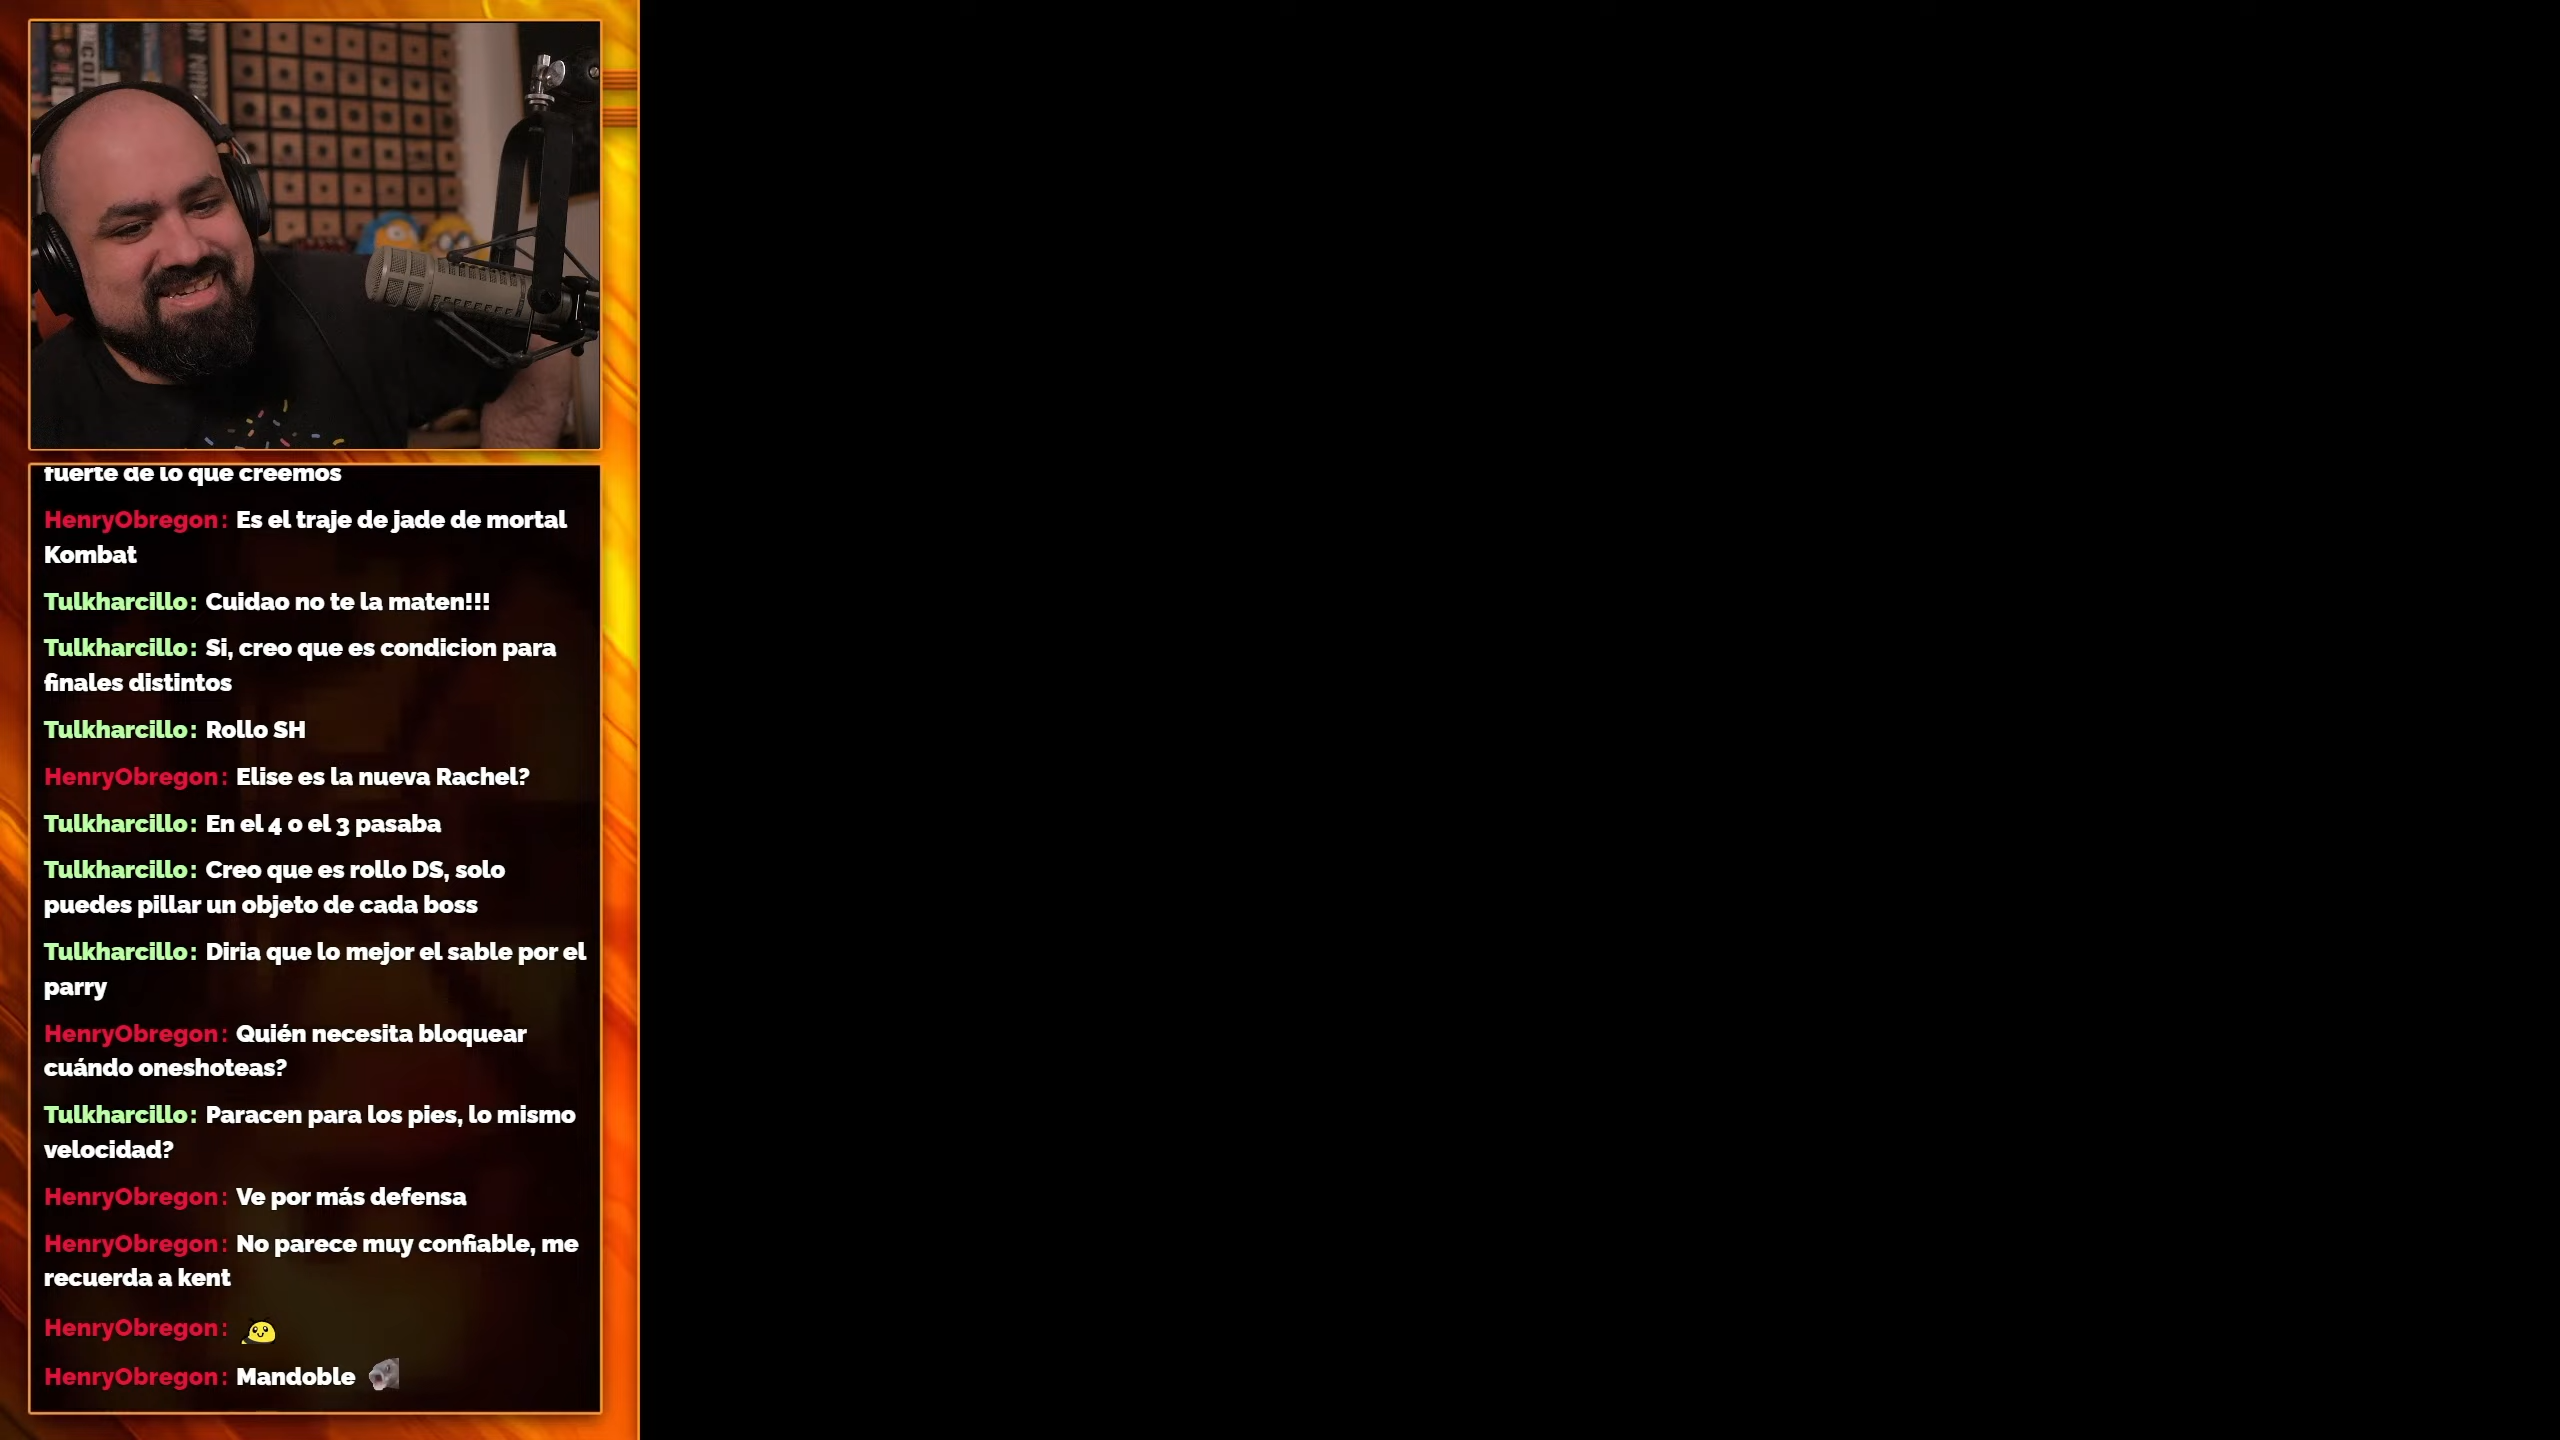 fuerte de lo que creemos
HenryObregon: Es el traje de jade de mortal
Kombat
Tulkharcillo: Cuidao no te la maten!!!
Tulkharcillo: Si, creo que es condicion para
finales distintos
Tulkharcillo: Rollo SH
HenryObregon: Elise es la nueva Rachel?
Tulkharcillo: En el 4 o el 3 pasaba
Tulkharcillo: Creo que es rollo DS, solo
puedes pillar un objeto de cada boss
Tulkharcillo: Diria que lo mejor el sable por el
parry
HenryObregon: Quién necesita bloquear
cuándo oneshoteas?
Tulkharcillo: Paracen para los pies, lo mismo
velocidad?
HenryObregon: Ve por más defensa
HenryObregon: No parece muy confiable, me
recuerda a kent
HenryObregon:
HenryObregon: Mandoble